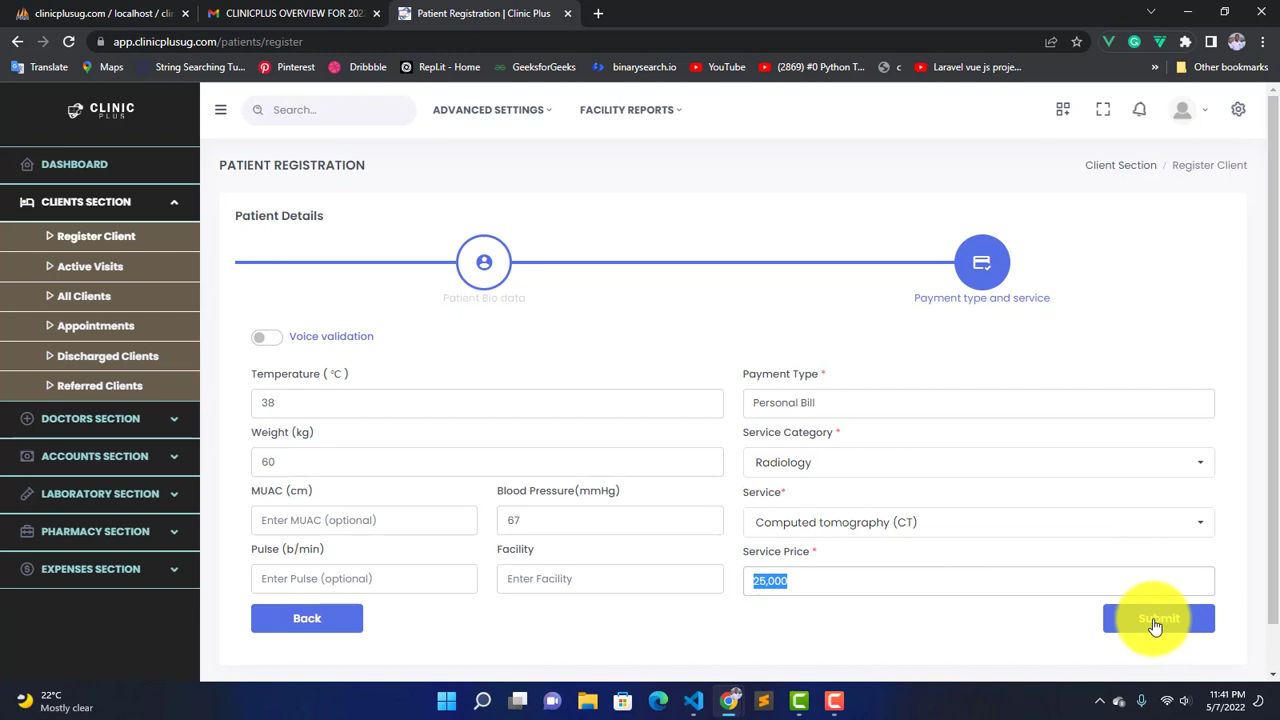 clinicplusug.com / localhost / clin
CLINICPLUS OVERVIEW FOR 202
Patient Registration | Clinic Plus
app.clinicplusug.com/patients/register
Translate
Maps
String Searching Tu...
Pinterest
Dribbble
Repl.it - Home
GeeksforGeeks
binarysearch.io
YouTube
(2869) #0 Python T...
c
Laravel vue js proje...
»
Other bookmarks
CLINIC
PLUS
Search...
ADVANCED SETTINGS
FACILITY REPORTS
DASHBOARD
CLIENTS SECTION
Register Client
Active Visits
All Clients
Appointments
Discharged Clients
Referred Clients
DOCTORS SECTION
ACCOUNTS SECTION
LABORATORY SECTION
PHARMACY SECTION
EXPENSES SECTION
PATIENT REGISTRATION
Client Section / Register Client
Patient Details
Patient Bio data
Payment type and service
Voice validation
Temperature ( ℃ )
38
Weight (kg)
60
MUAC (cm)
Enter MUAC (optional)
Blood Pressure(mmHg)
67
Pulse (b/min)
Enter Pulse (optional)
Facility
Enter Facility
Payment Type *
Personal Bill
Service Category *
Radiology
Service*
Computed tomography (CT)
Service Price *
25,000
Back
Submit
22°C
Mostly clear
11:41 PM
5/7/2022